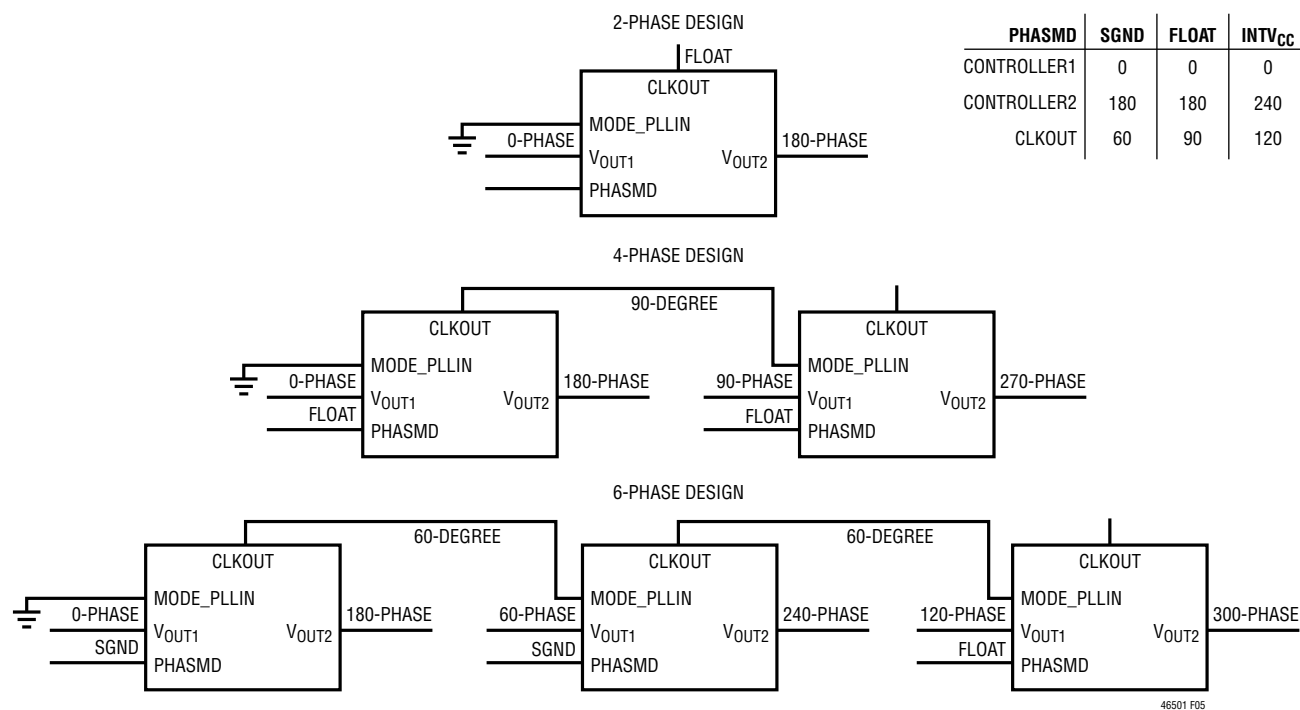 2-PHASE DESIGN
FLOAT
CLKOUT
MODE_PLLIN
0-PHASE
180-PHASE
VOUT1
VOUT2
PHASMD
PHASMD SGND FLOAT INTVCC
CONTROLLER1 0 0 0
CONTROLLER2 180 180 240
CLKOUT 60 90 120
4-PHASE DESIGN
90-DEGREE
CLKOUT
MODE_PLLIN
0-PHASE
180-PHASE
VOUT1
VOUT2
FLOAT
PHASMD
CLKOUT
MODE_PLLIN
90-PHASE
270-PHASE
VOUT1
VOUT2
FLOAT
PHASMD
6-PHASE DESIGN
60-DEGREE
60-DEGREE
CLKOUT
MODE_PLLIN
0-PHASE
180-PHASE
VOUT1
VOUT2
SGND
PHASMD
CLKOUT
MODE_PLLIN
60-PHASE
240-PHASE
VOUT1
VOUT2
SGND
PHASMD
CLKOUT
MODE_PLLIN
120-PHASE
300-PHASE
VOUT1
VOUT2
FLOAT
PHASMD
46501 F05